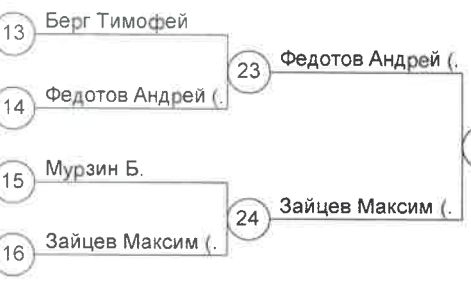 13 Берг Тимофей
23 Федотов Андрей (.
14 Федотов Андрей (.
15 Мурзин Б.
24 Зайцев Максим (.
16 Зайцев Максим (.